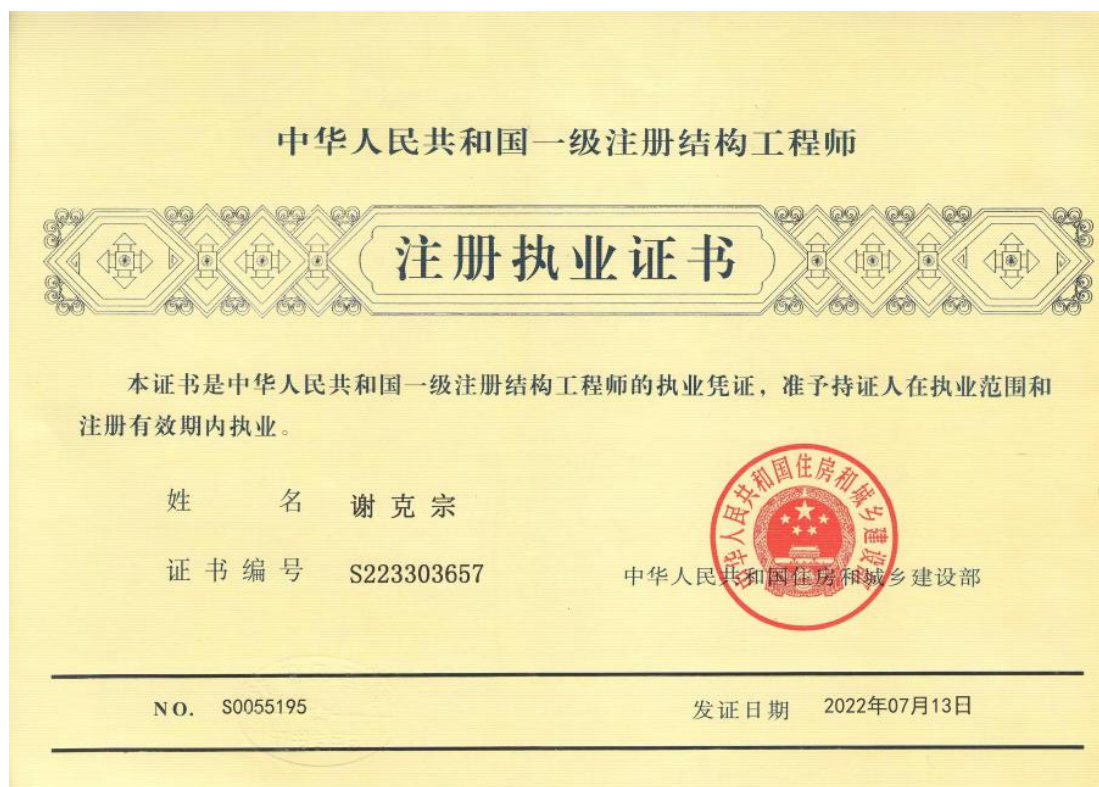 中华人民共和国一级注册结构工程师
注册执业证书
本证书是中华人民共和国一级注册结构工程师的执业凭证，准予持证人在执业范围和
注册有效期内执业。
姓 名 谢克宗
中华人民共和国住房和城乡建设部
证书编号 S223303657 中华人民共和国住房和城乡建设部
NO. S0055195 发证日期 2022年07月13日